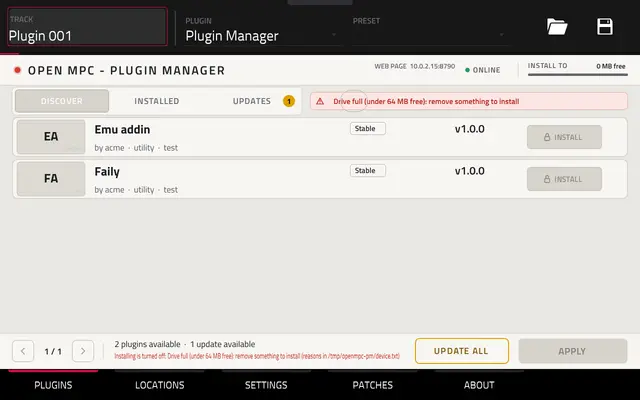 TRACK
Plugin 001
PLUGIN
Plugin Manager
PRESET
OPEN MPC - PLUGIN MANAGER
WEB PAGE 10.0.2.15:8790
ONLINE
INSTALL TO
0 MB free
DISCOVER
INSTALLED
UPDATES
1
Drive full (under 64 MB free): remove something to install
EA
Emu addin
by acme · utility · test
Stable
v1.0.0
INSTALL
FA
Faily
by acme · utility · test
Stable
v1.0.0
INSTALL
1 / 1
2 plugins available · 1 update available
Installing is turned off: Drive full (under 64 MB free): remove something to install (reasons in /tmp/openmpc-pm/device.txt)
UPDATE ALL
APPLY
PLUGINS
LOCATIONS
SETTINGS
PATCHES
ABOUT